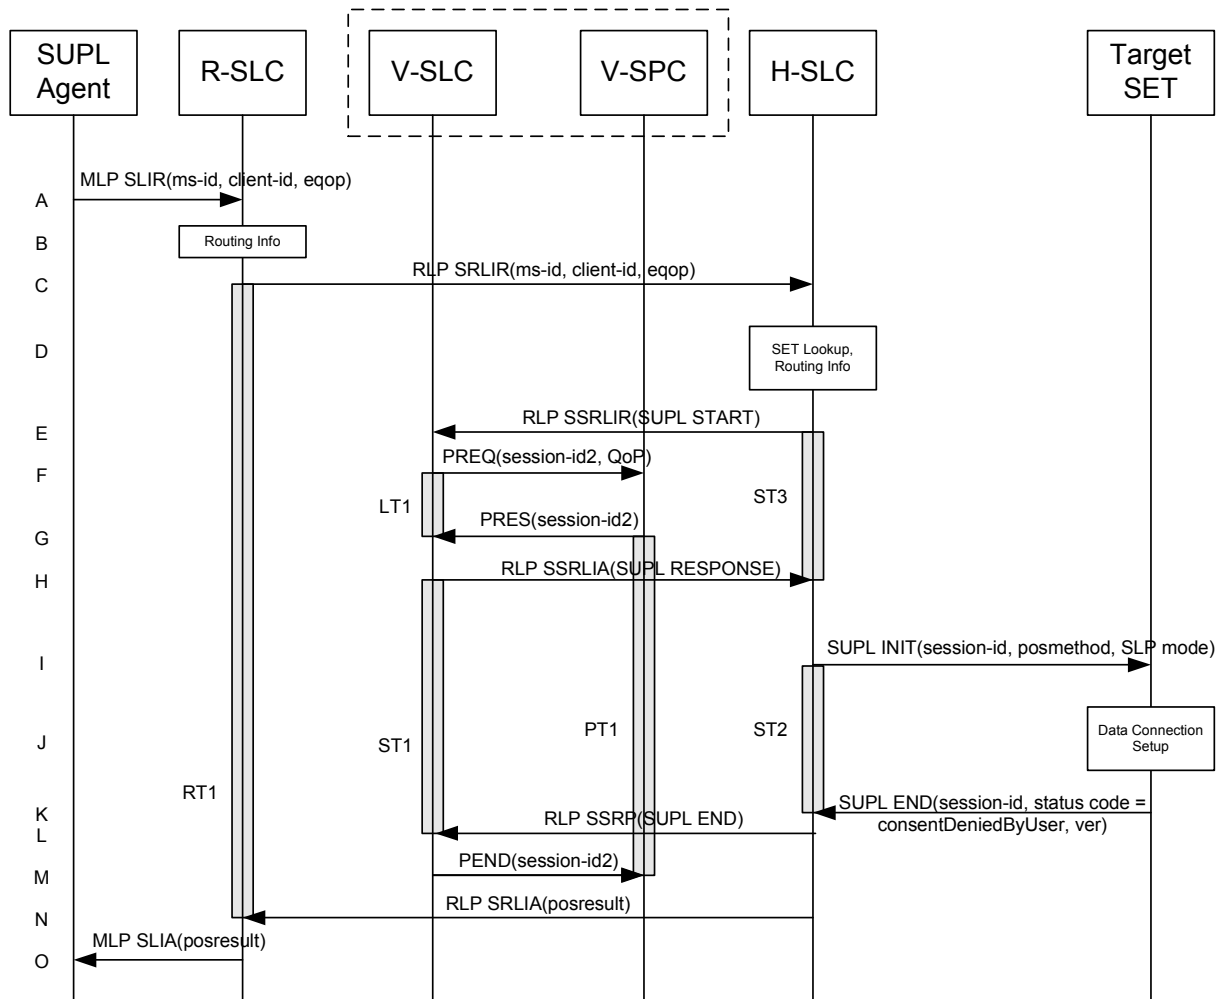 SUPL
Agent
R-SLC
V-SLC
V-SPC
H-SLC
Target
SET
A
MLP SLIR(ms-id, client-id, eqop)
B
Routing Info
C
RLP SRLIR(ms-id, client-id, eqop)
D
SET Lookup,
Routing Info
E
RLP SSRLIR(SUPL START)
F
PREQ(session-id2, QoP)
LT1
ST3
G
PRES(session-id2)
H
RLP SSRLIA(SUPL RESPONSE)
I
SUPL INIT(session-id, posmethod, SLP mode)
J
ST1
PT1
ST2
Data Connection
Setup
RT1
K
SUPL END(session-id, status code =
consentDeniedByUser, ver)
L
RLP SSRP(SUPL END)
M
PEND(session-id2)
N
RLP SRLIA(posresult)
O
MLP SLIA(posresult)